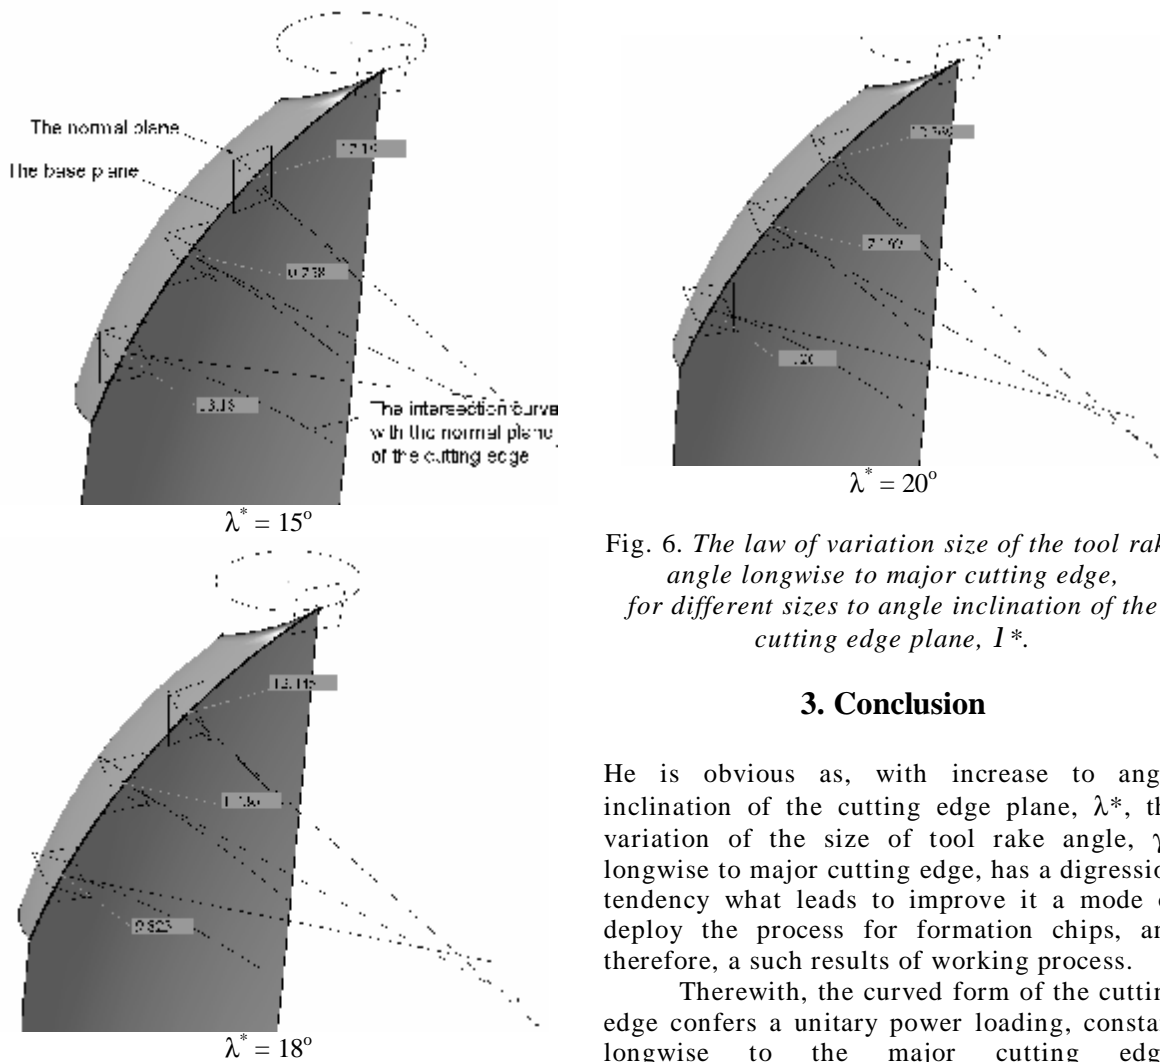 The normal plane
The base plane
The intersection curve
with the normal plane
of the cutting edge
λ* = 15°
λ* = 18°
λ* = 20°
Fig. 6. The law of variation size of the tool rak
angle longwise to major cutting edge,
for different sizes to angle inclination of the
cutting edge plane, l*.
3. Conclusion
He is obvious as, with increase to ang
inclination of the cutting edge plane, λ*, th
variation of the size of tool rake angle, γ
longwise to major cutting edge, has a digressio
tendency what leads to improve it a mode
deploy the process for formation chips, an
therefore, a such results of working process.
Therewith, the curved form of the cuttin
edge confers a unitary power loading, consta
longwise to the major cutting edg